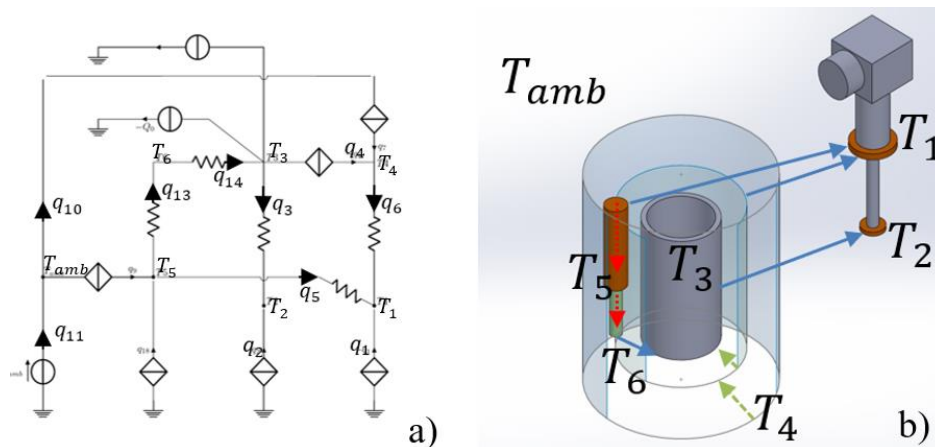 -Q₀
T₆
T₃
q₄
T₄
q₁₄
q₁₃
q₁₀
q₃
q₆
Tamb
T₅
q₅
T₂
T₁
q₁₁
q₂
q₁
a)
Tamb
T₁
T₂
T₃
T₅
T₆
T₄
b)